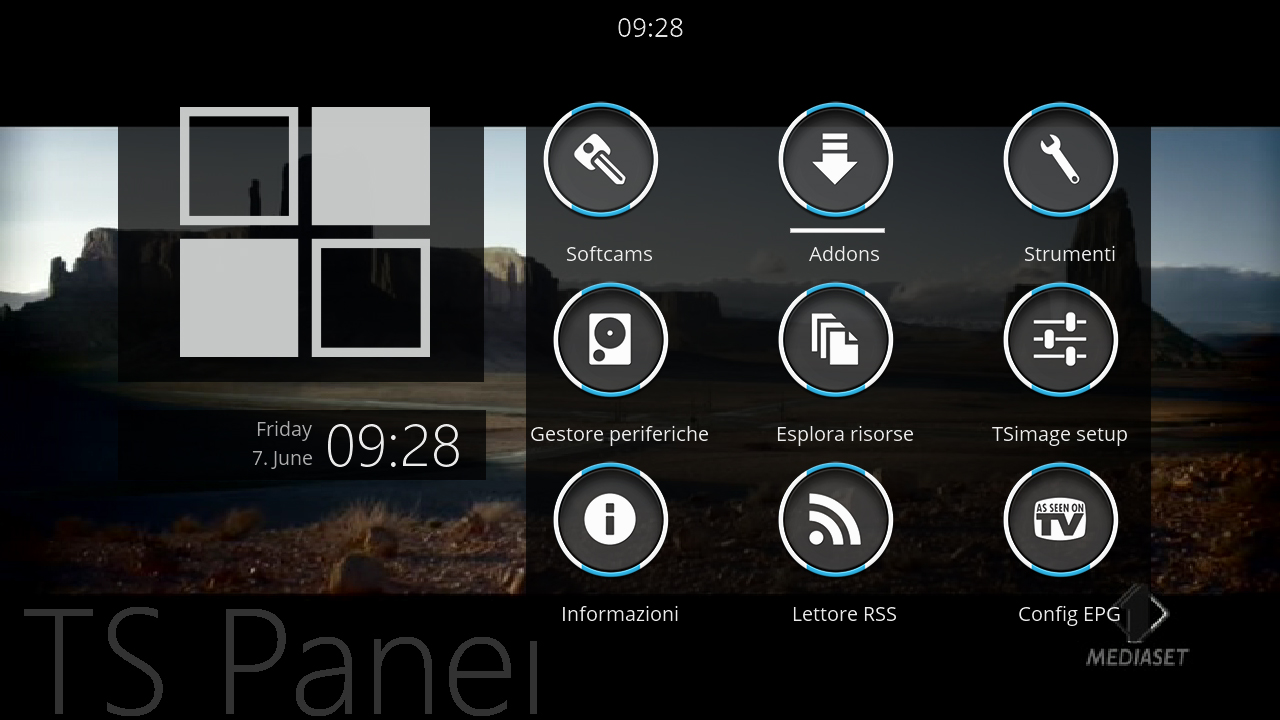 09:28
Softcams
Addons
Strumenti
Gestore periferiche
Esplora risorse
TSimage setup
Friday
7. June
09:28
AS SEEN ON
TV
Informazioni
Lettore RSS
Config EPG
TS Panel
MEDIASET